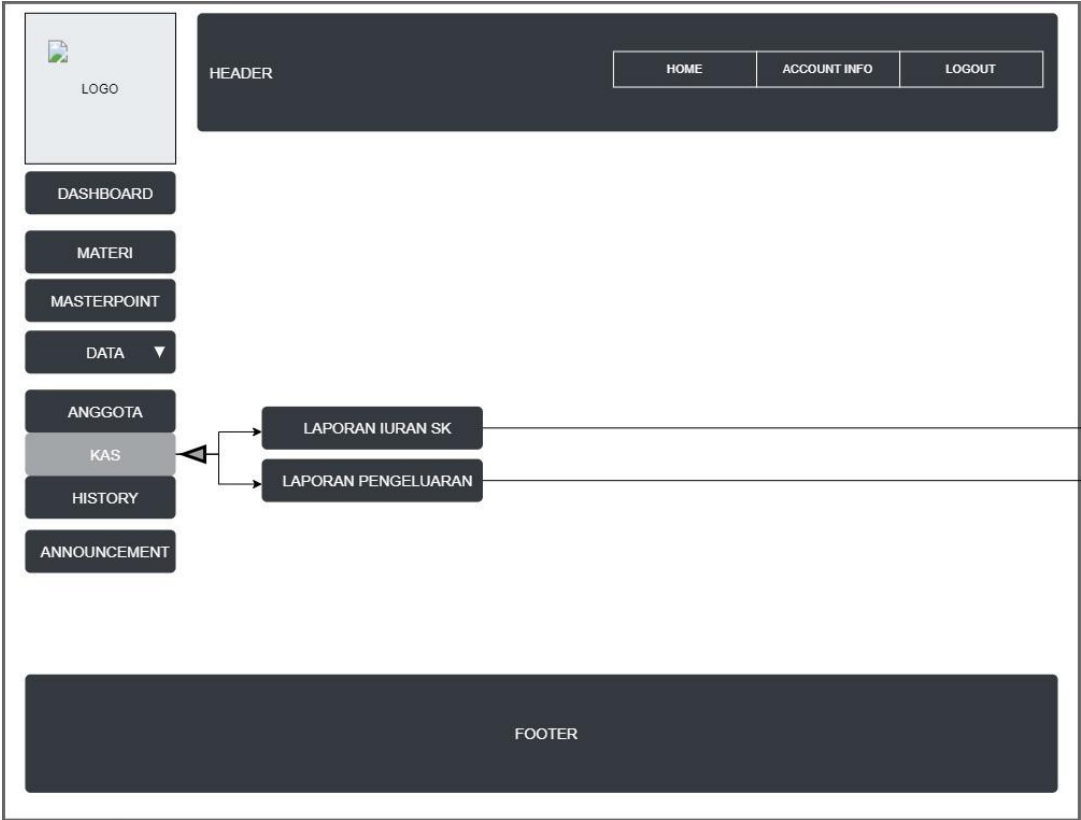 LOGO
HEADER
HOME
ACCOUNT INFO
LOGOUT
DASHBOARD
MATERI
MASTERPOINT
DATA ▼
ANGGOTA
KAS
HISTORY
ANNOUNCEMENT
LAPORAN IURAN SK
LAPORAN PENGELUARAN
FOOTER